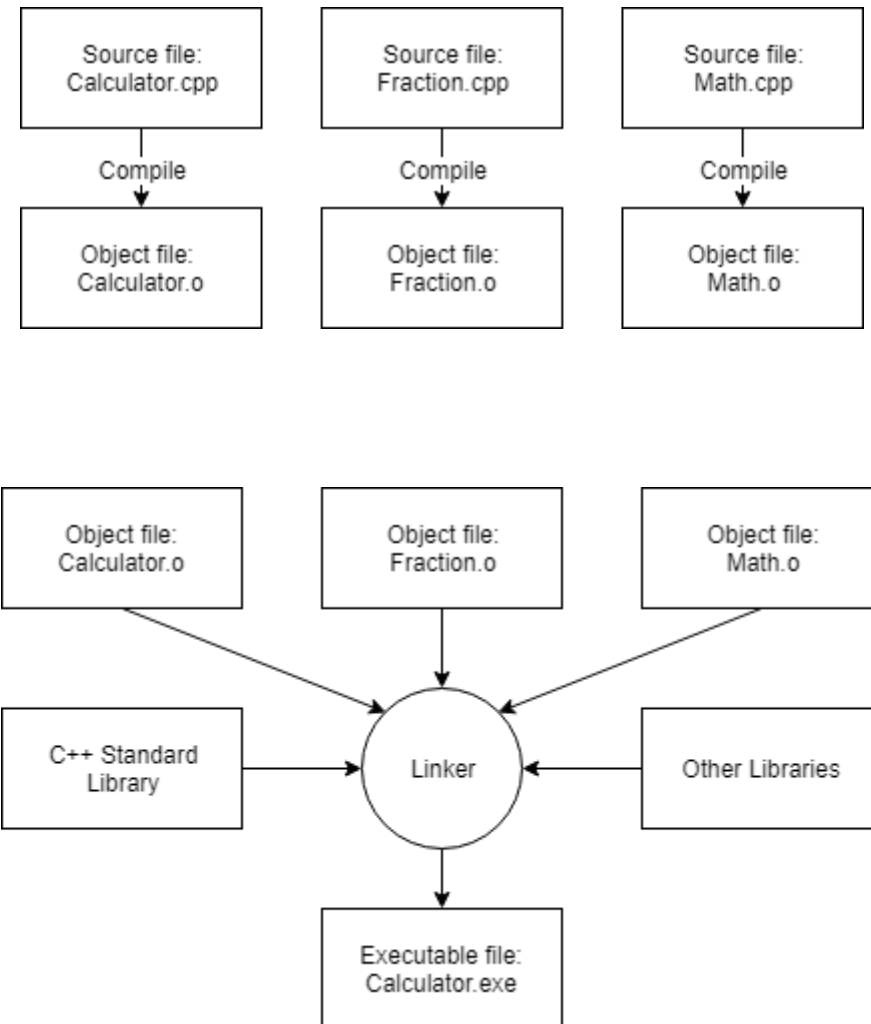 Source file:
Calculator.cpp
Source file:
Fraction.cpp
Source file:
Math.cpp
Compile
Compile
Compile
Object file:
Calculator.o
Object file:
Fraction.o
Object file:
Math.o
Object file:
Calculator.o
Object file:
Fraction.o
Object file:
Math.o
C++ Standard
Library
Linker
Other Libraries
Executable file:
Calculator.exe